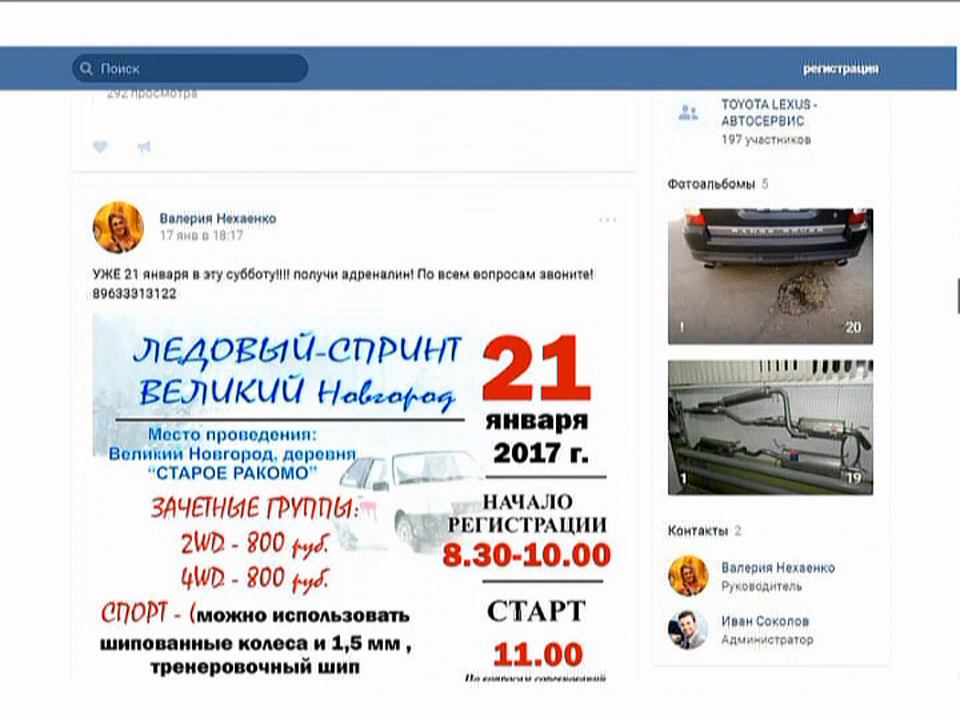 Поиск
регистрация
292 просмотра
TOYOTA LEXUS -
АВТОСЕРВИС
197 участников
Фотоальбомы 5
!
20
1
19
Контакты 2
Валерия Нехаенко
Руководитель
Иван Соколов
Администратор
Валерия Нехаенко
17 янв в 18:17
УЖЕ 21 января в эту субботу!!!! получи адреналин! По всем вопросам звоните!
89633313122
ЛЕДОВЫЙ-СПРИНТ
ВЕЛИКИЙ Новгород
Место проведения:
Великий Новгород, деревня
"СТАРОЕ РАКОМО"
ЗАЧЕТНЫЕ ГРУППЫ:
2WD - 800 руб.
4WD - 800 руб.
СПОРТ - (можно использовать
шипованные колеса и 1,5 мм ,
тренеровочный шип
21
января
2017 г.
НАЧАЛО
РЕГИСТРАЦИИ
8.30-10.00
СТАРТ
11.00
По вопросам соревнований